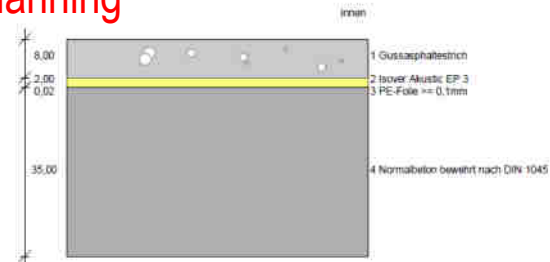 anning
innen
8,00
1 Gussasphaltestrich
2,00
2 Isover Akustic EP 3
0,02
3 PE-Folie >= 0,1mm
35,00
4 Normalbeton bewehrt nach DIN 1045